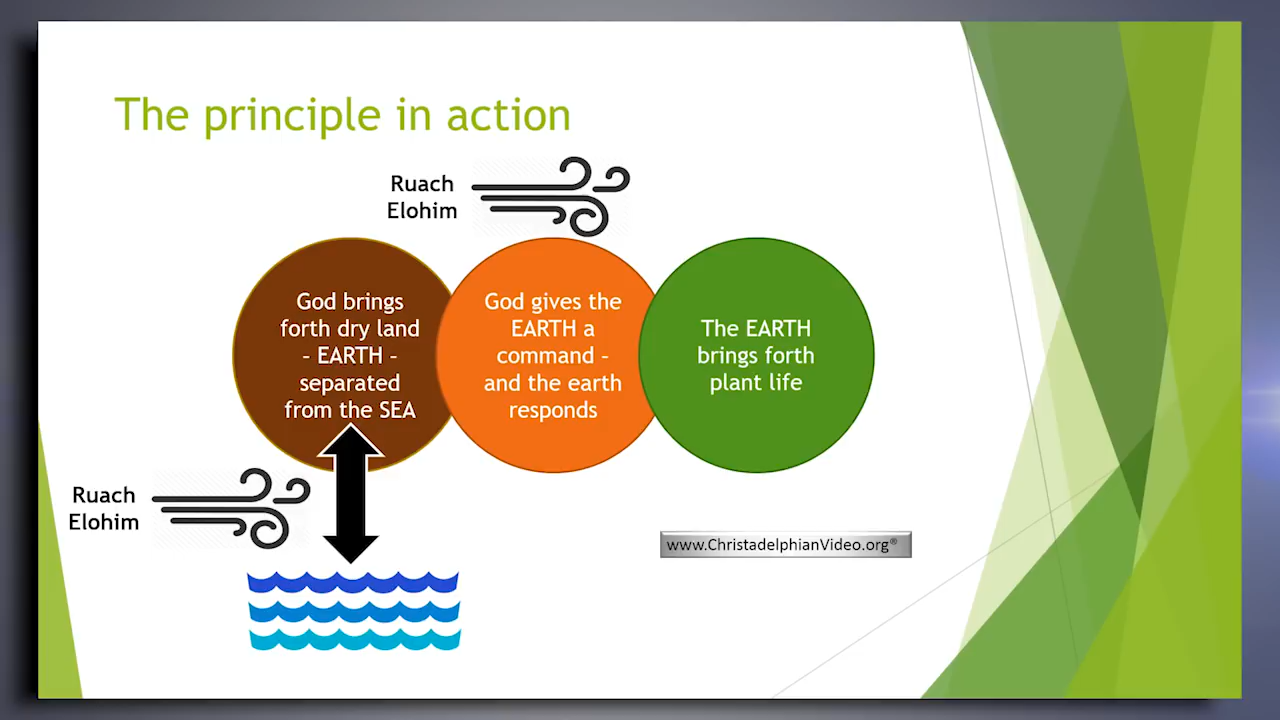 The principle in action
Ruach
Elohim
God brings
forth dry land
– EARTH –
separated
from the SEA
God gives the
EARTH a
command –
and the earth
responds
The EARTH
brings forth
plant life
Ruach
Elohim
www.ChristadelphianVideo.org®